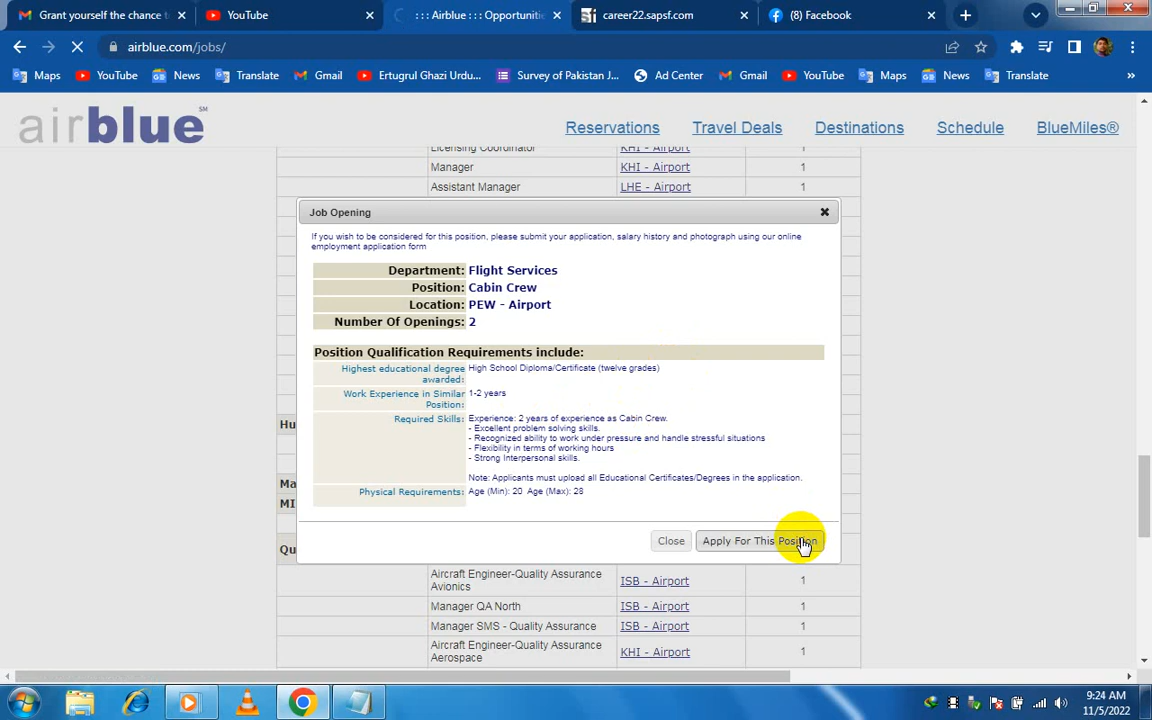 Grant yourself the chance t
YouTube
: : : Airblue : : : Opportunitie
career22.sapsf.com
(8) Facebook
airblue.com/jobs/
Maps
YouTube
News
Translate
Gmail
Ertugrul Ghazi Urdu...
Survey of Pakistan J...
Ad Center
Gmail
YouTube
Maps
News
Translate
»
airblue℠
Reservations
Travel Deals
Destinations
Schedule
BlueMiles®
Licensing Coordinator KHI - Airport 1
Manager KHI - Airport 1
Assistant Manager LHE - Airport 1
Job Opening
If you wish to be considered for this position, please submit your application, salary history and photograph using our online
employment application form
Department: Flight Services
Position: Cabin Crew
Location: PEW - Airport
Number Of Openings: 2
Position Qualification Requirements include:
Highest educational degree
awarded:
High School Diploma/Certificate (twelve grades)
Work Experience in Similar
Position:
1-2 years
Required Skills: Experience: 2 years of experience as Cabin Crew.
- Excellent problem solving skills.
- Recognized ability to work under pressure and handle stressful situations
- Flexibility in terms of working hours
- Strong Interpersonal skills.
Note: Applicants must upload all Educational Certificates/Degrees in the application.
Physical Requirements: Age (Min): 20 Age (Max): 28
Close
Apply For This Position
Hu
Ma
MI
Qu
Aircraft Engineer-Quality Assurance
Avionics
ISB - Airport 1
Manager QA North ISB - Airport 1
Manager SMS - Quality Assurance ISB - Airport 1
Aircraft Engineer-Quality Assurance
Aerospace
KHI - Airport 1
9:24 AM
11/5/2022